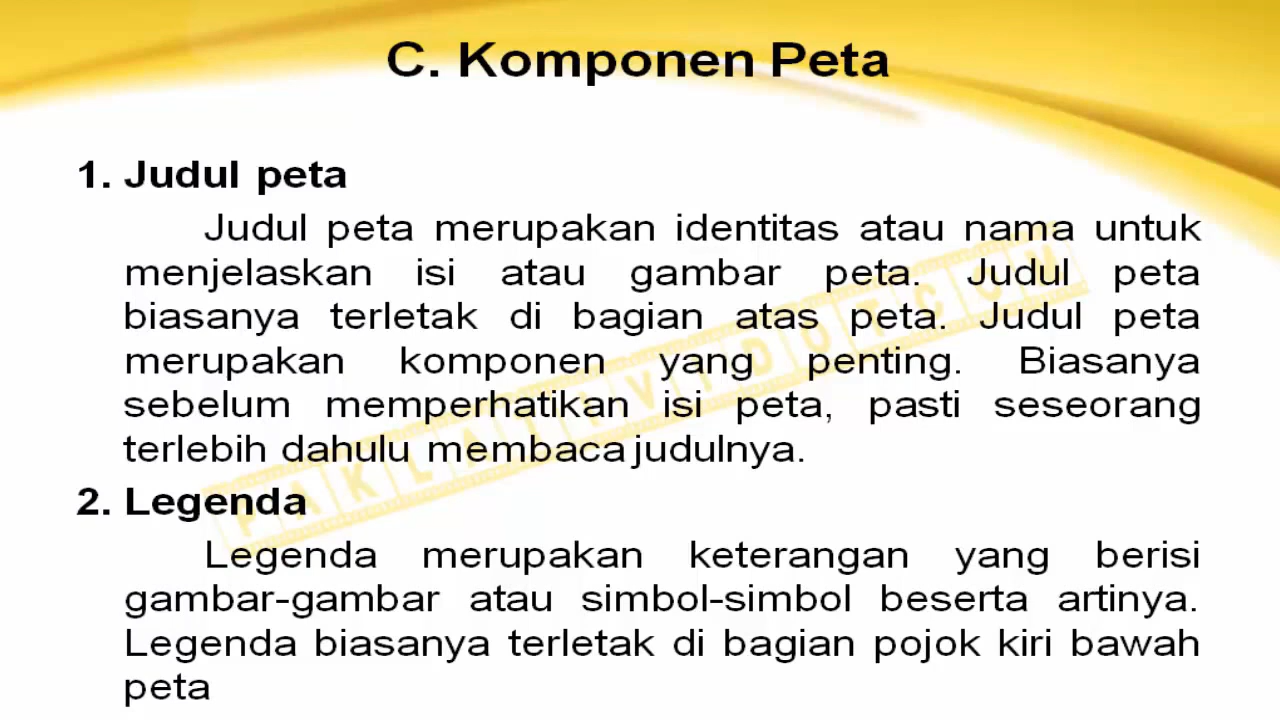 C. Komponen Peta
1. Judul peta
Judul peta merupakan identitas atau nama untuk
menjelaskan isi atau gambar peta. Judul peta
biasanya terletak di bagian atas peta. Judul peta
merupakan komponen yang penting. Biasanya
sebelum memperhatikan isi peta, pasti seseorang
terlebih dahulu membaca judulnya.
2. Legenda
Legenda merupakan keterangan yang berisi
gambar-gambar atau simbol-simbol beserta artinya.
Legenda biasanya terletak di bagian pojok kiri bawah
peta